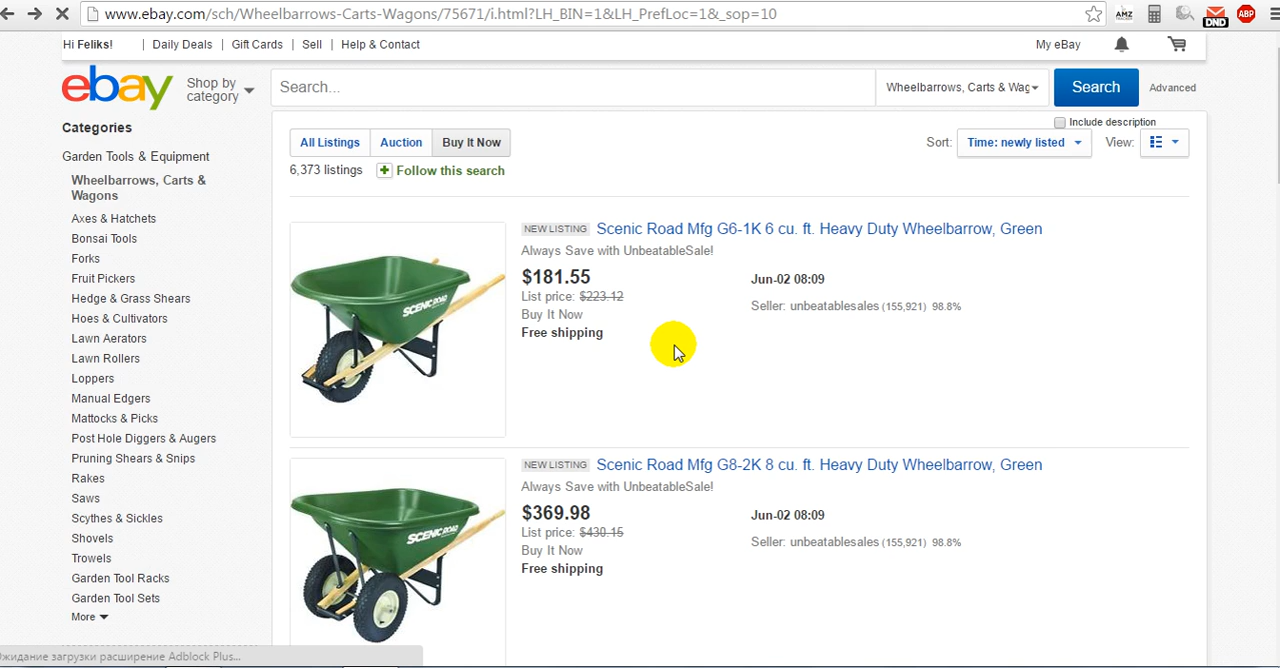 www.ebay.com/sch/Wheelbarrows-Carts-Wagons/75671/i.html?LH_BIN=1&LH_PrefLoc=1&_sop=10
AMZ
DND
ABP
Hi Feliks! | Daily Deals | Gift Cards | Sell | Help & Contact
My eBay
ebay
Shop by category
Search...
Wheelbarrows, Carts & Wag
Search
Advanced
Include description
Categories
Garden Tools & Equipment
Wheelbarrows, Carts &
Wagons
Axes & Hatchets
Bonsai Tools
Forks
Fruit Pickers
Hedge & Grass Shears
Hoes & Cultivators
Lawn Aerators
Lawn Rollers
Loppers
Manual Edgers
Mattocks & Picks
Post Hole Diggers & Augers
Pruning Shears & Snips
Rakes
Saws
Scythes & Sickles
Shovels
Trowels
Garden Tool Racks
Garden Tool Sets
More
All Listings
Auction
Buy It Now
Sort: Time: newly listed
View:
6,373 listings
Follow this search
NEW LISTING Scenic Road Mfg G6-1K 6 cu. ft. Heavy Duty Wheelbarrow, Green
Always Save with UnbeatableSale!
$181.55
List price: $223.12
Buy It Now
Free shipping
Jun-02 08:09
Seller: unbeatablesales (155,921) 98.8%
SCENIC ROAD
NEW LISTING Scenic Road Mfg G8-2K 8 cu. ft. Heavy Duty Wheelbarrow, Green
Always Save with UnbeatableSale!
$369.98
List price: $430.15
Buy It Now
Free shipping
Jun-02 08:09
Seller: unbeatablesales (155,921) 98.8%
SCENIC ROAD
Ожидание загрузки расширение Adblock Plus...